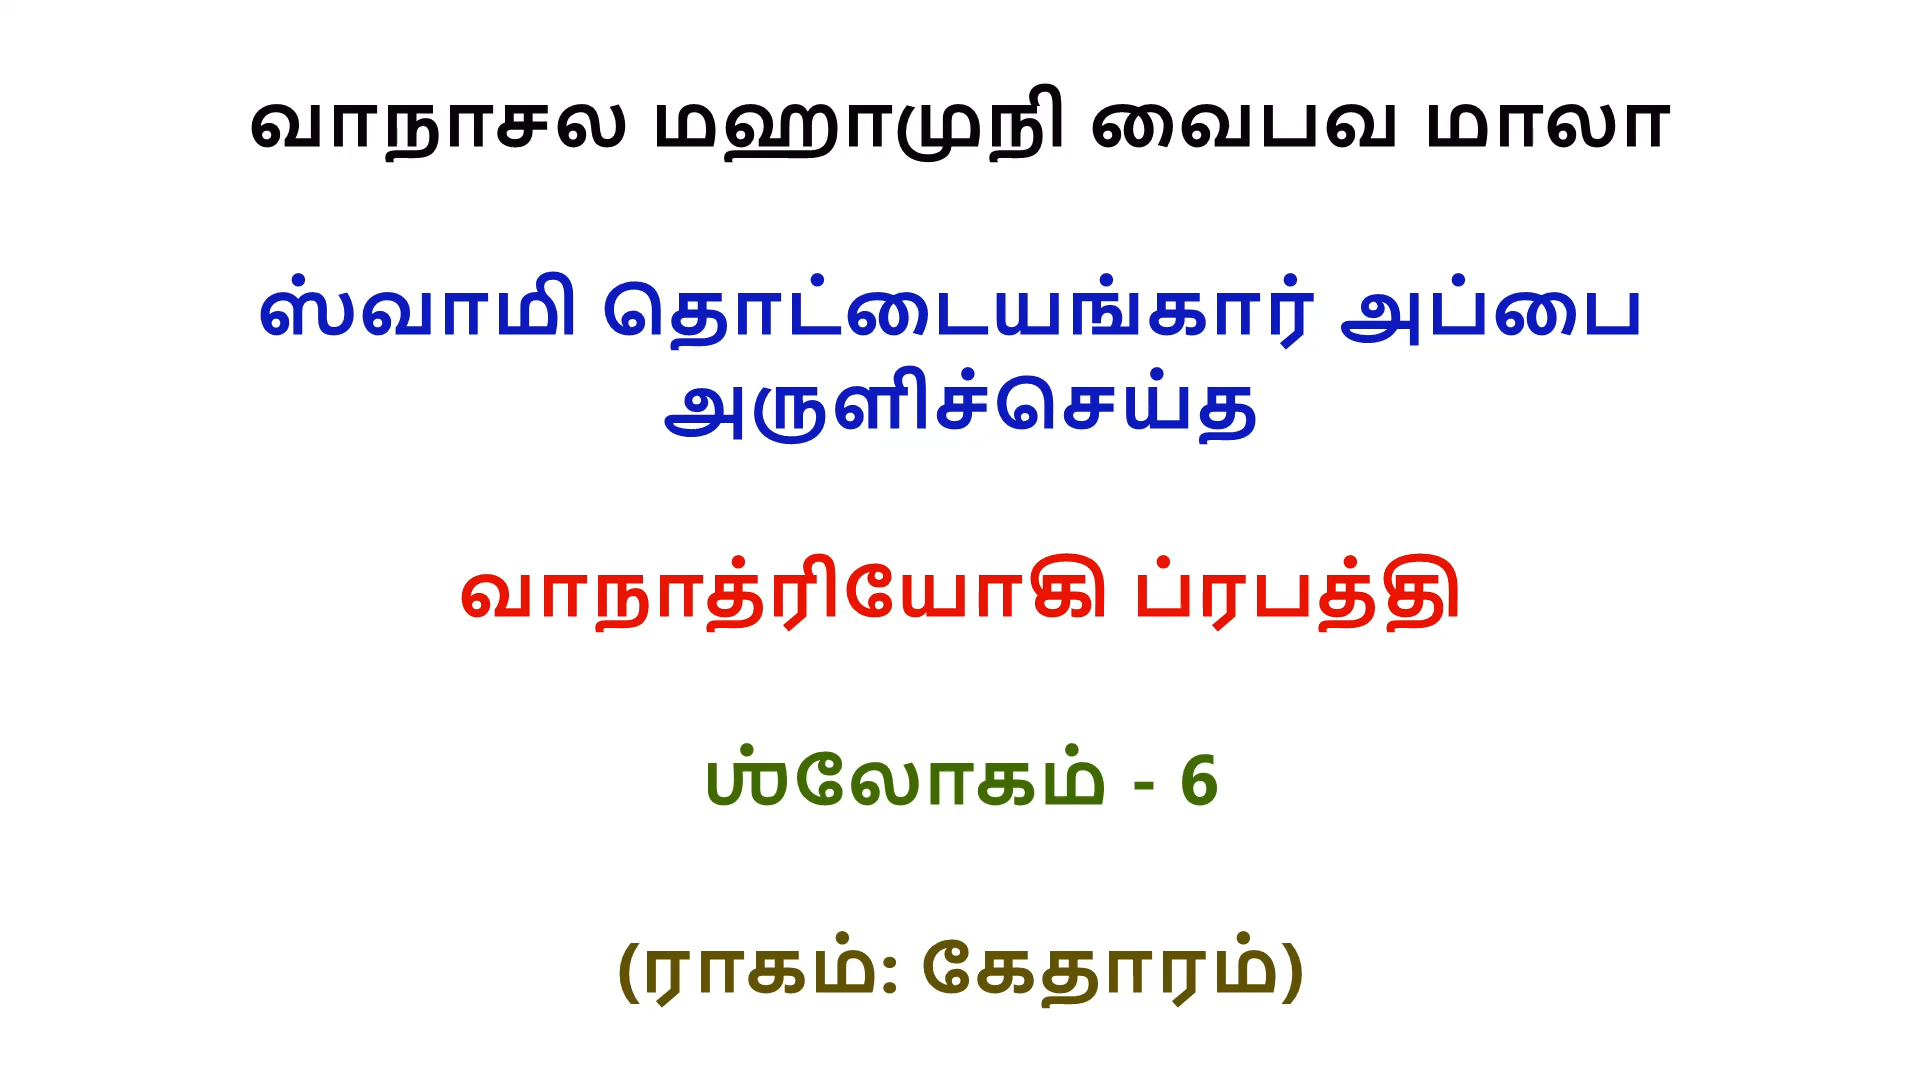 வாநாசல மஹாமுநி வைபவ மாலா
ஸ்வாமி தொட்டையங்கார் அப்பை
அருளிச்செய்த
வாநாத்ரியோகி ப்ரபத்தி
ஶ்லோகம் - 6
(ராகம்: கேதாரம்)